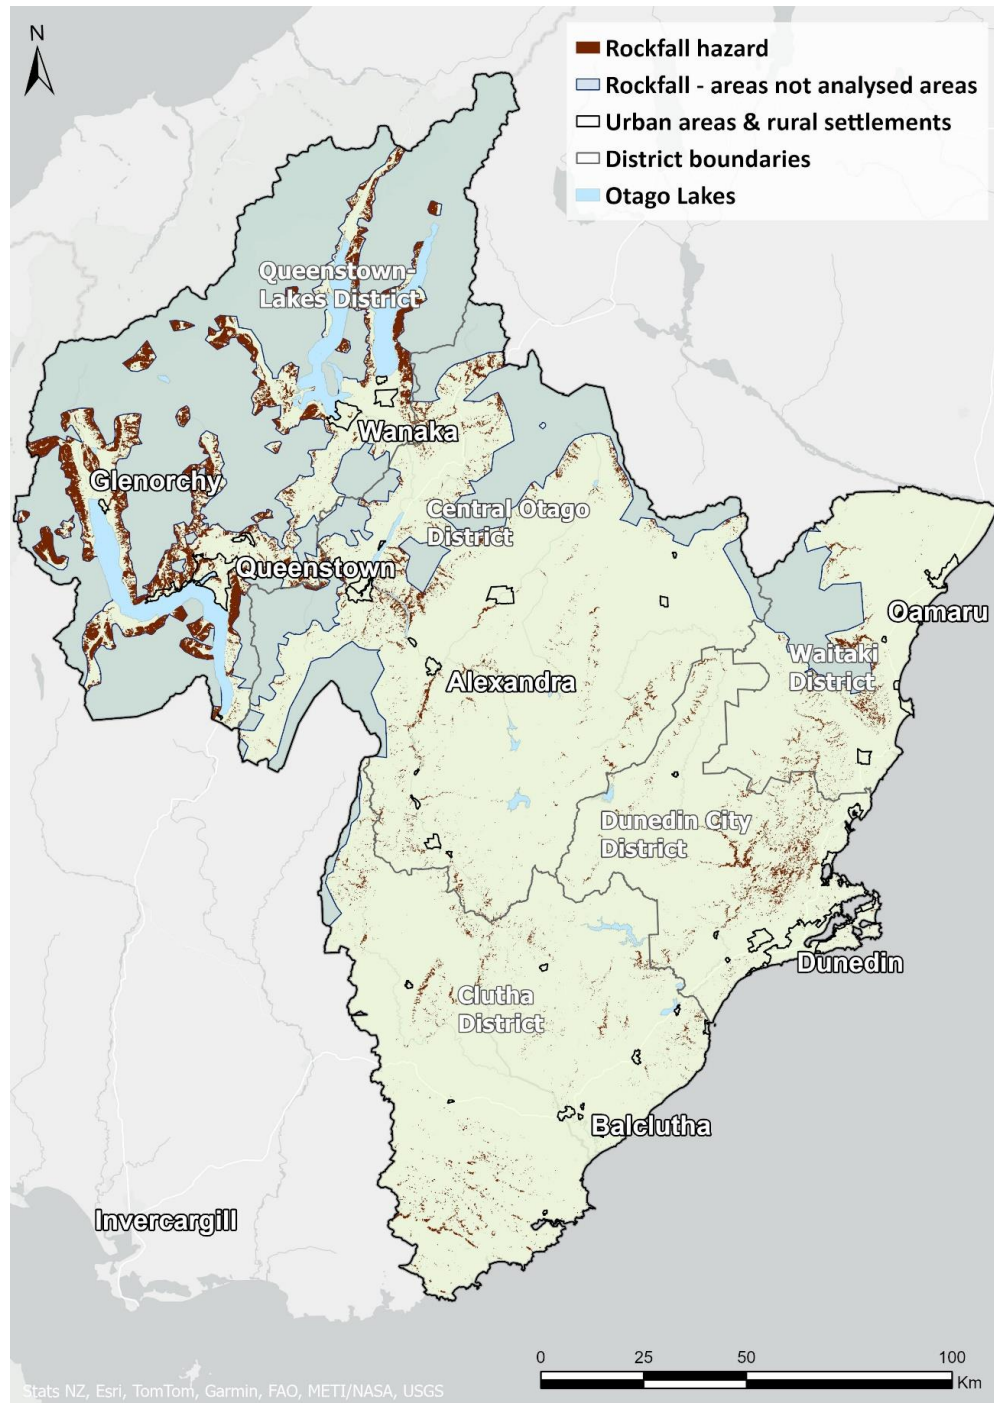 N
Rockfall hazard
Rockfall - areas not analysed areas
Urban areas & rural settlements
District boundaries
Otago Lakes
Queenstown-
Lakes District
Wanaka
Glenorchy
Central Otago
District
Queenstown
Oamaru
Waitaki
District
Alexandra
Dunedin City
District
Dunedin
Clutha
District
Balclutha
Invercargill
0 25 50 100
Km
Stats NZ, Esri, TomTom, Garmin, FAO, METI/NASA, USGS